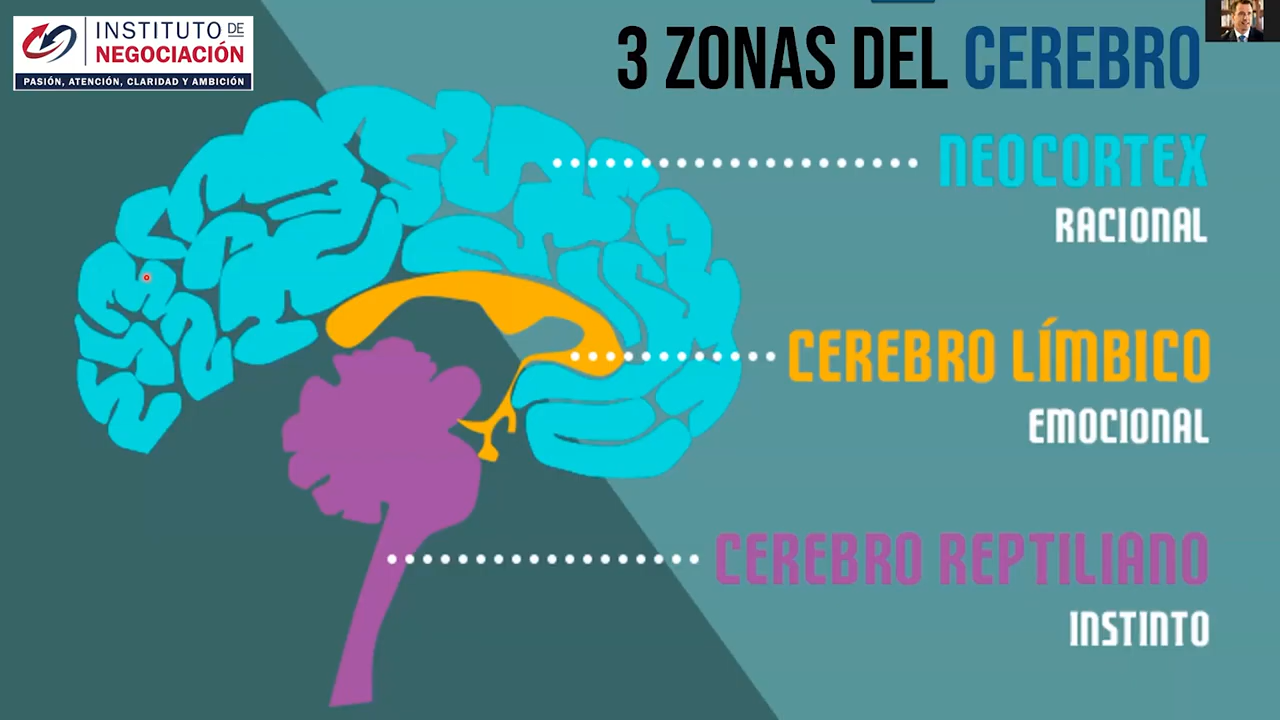 INSTITUTO DE
NEGOCIACIÓN
PASIÓN, ATENCIÓN, CLARIDAD Y AMBICIÓN
3 ZONAS DEL CEREBRO
NEOCORTEX
RACIONAL
CEREBRO LÍMBICO
EMOCIONAL
CEREBRO REPTILIANO
INSTINTO